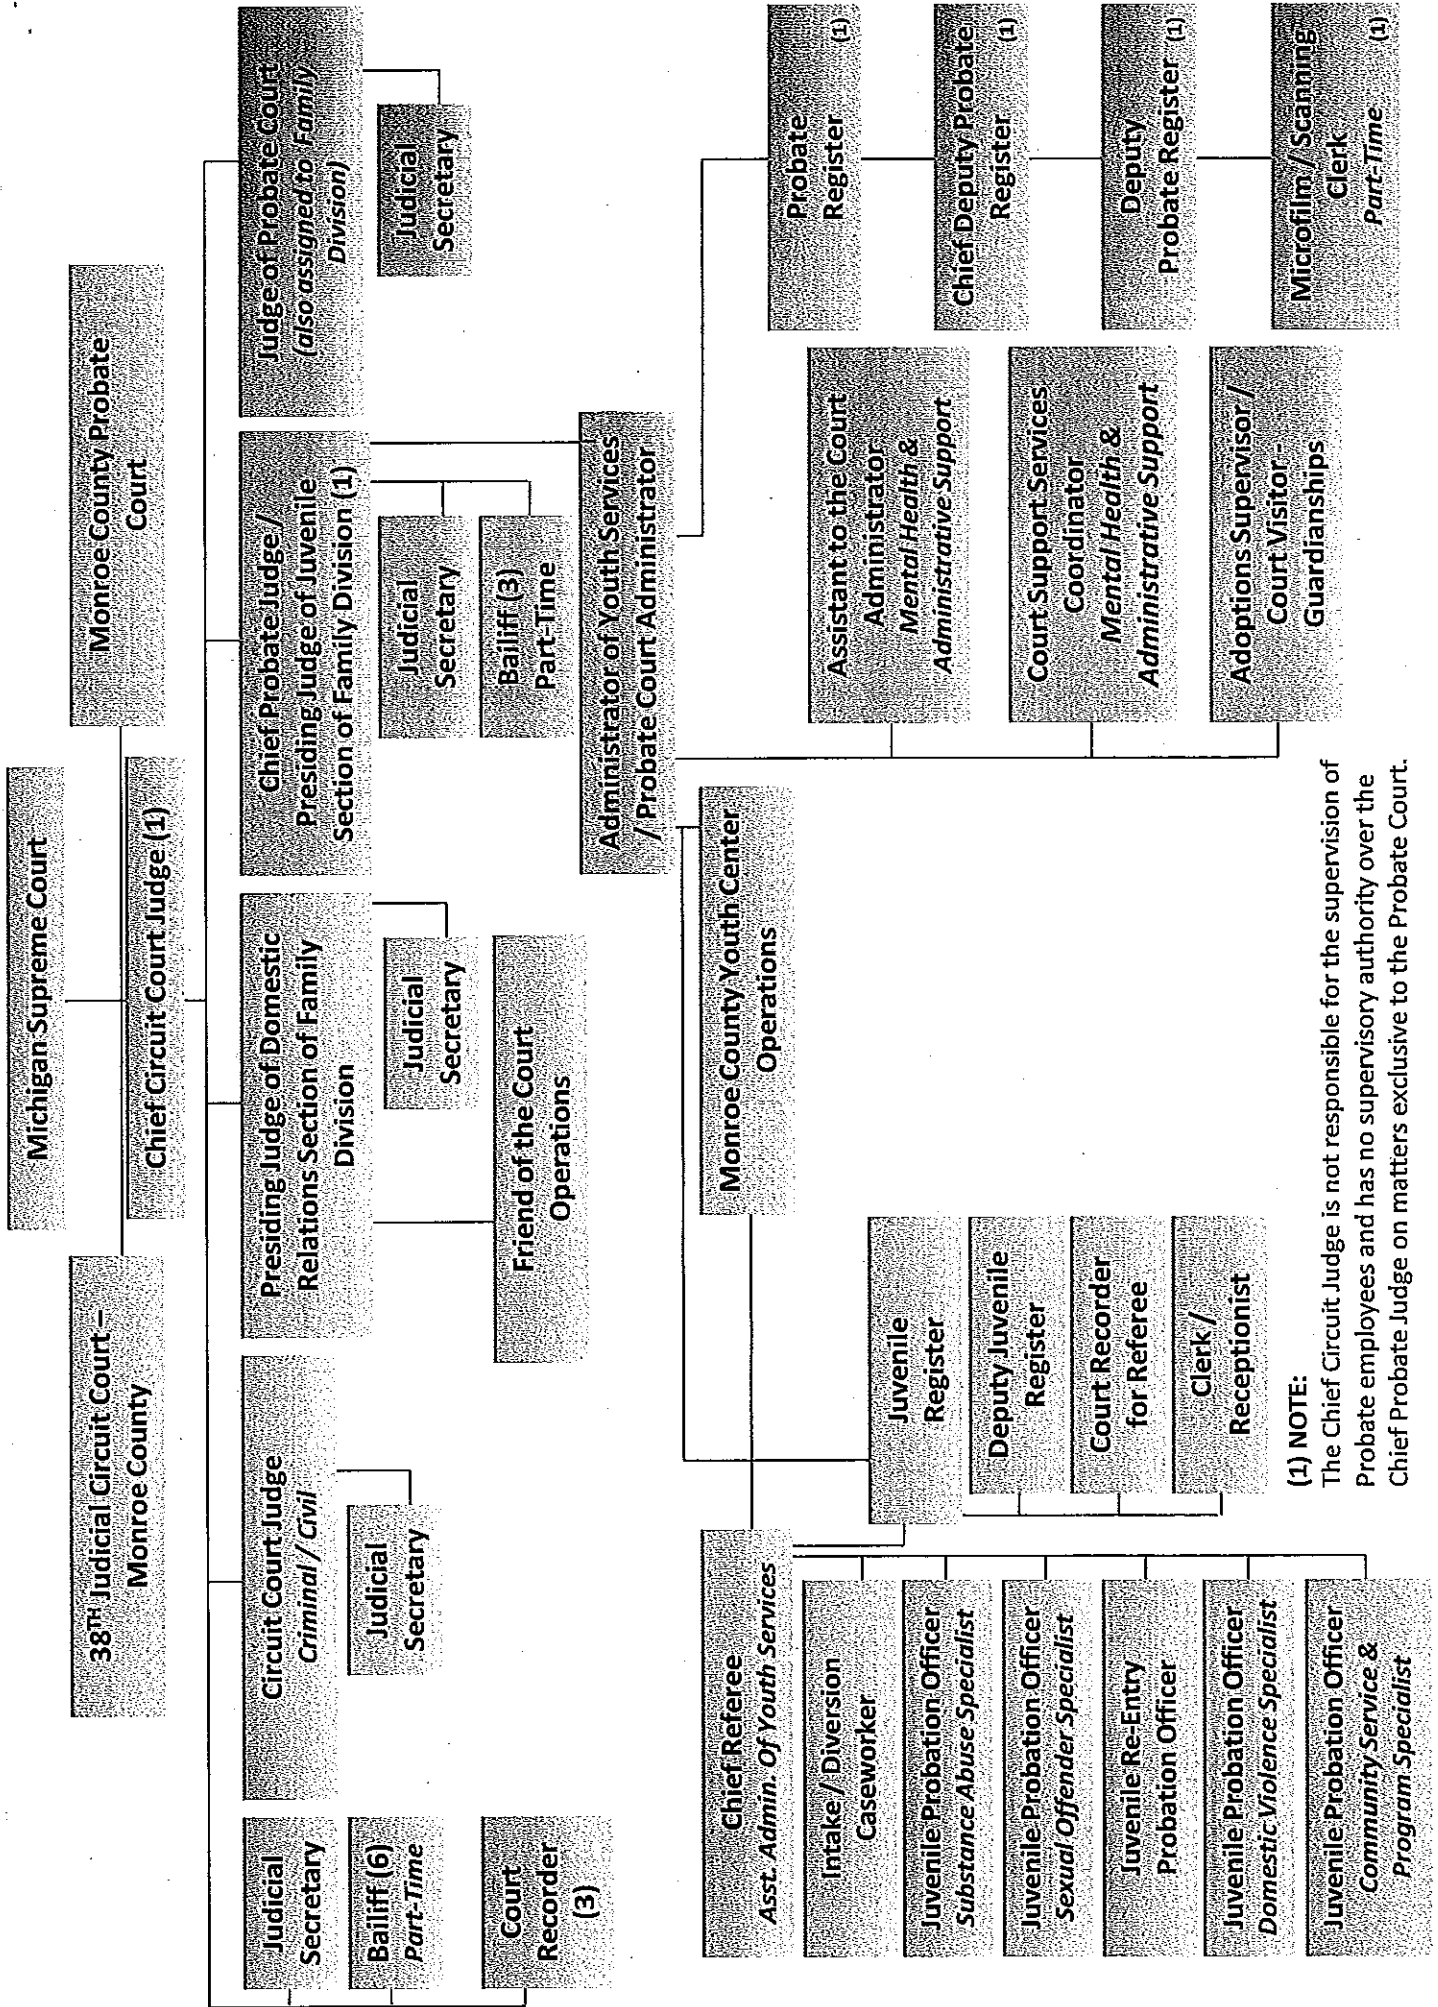 Michigan Supreme Court
38TH Judicial Circuit Court –
Monroe County
Monroe County Probate
Court
Chief Circuit Court Judge (1)
Judicial
Secretary
Bailiff (6)
Part-Time
Court
Recorder
(3)
Circuit Court Judge
Criminal / Civil
Judicial
Secretary
Presiding Judge of Domestic
Relations Section of Family
Division
Judicial
Secretary
Friend of the Court
Operations
Chief Probate Judge /
Presiding Judge of Juvenile
Section of Family Division (1)
Judicial
Secretary
Bailiff (3)
Part-Time
Judge of Probate Court
(also assigned to Family
Division)
Judicial
Secretary
Administrator of Youth Services
/ Probate Court Administrator
Monroe County Youth Center
Operations
Chief Referee
Asst. Admin. Of Youth Services
Intake / Diversion
Caseworker
Juvenile Probation Officer
Substance Abuse Specialist
Juvenile Probation Officer
Sexual Offender Specialist
Juvenile Re-Entry
Probation Officer
Juvenile Probation Officer
Domestic Violence Specialist
Juvenile Probation Officer
Community Service &
Program Specialist
Juvenile
Register
Deputy Juvenile
Register
Court Recorder
for Referee
Clerk /
Receptionist
Assistant to the Court
Administrator
Mental Health &
Administrative Support
Court Support Services
Coordinator
Mental Health &
Administrative Support
Adoptions Supervisor /
Court Visitor -
Guardianships
Probate
Register (1)
Chief Deputy Probate
Register (1)
Deputy
Probate Register (1)
Microfilm / Scanning
Clerk
Part-Time (1)
(1) NOTE:
The Chief Circuit Judge is not responsible for the supervision of
Probate employees and has no supervisory authority over the
Chief Probate Judge on matters exclusive to the Probate Court.